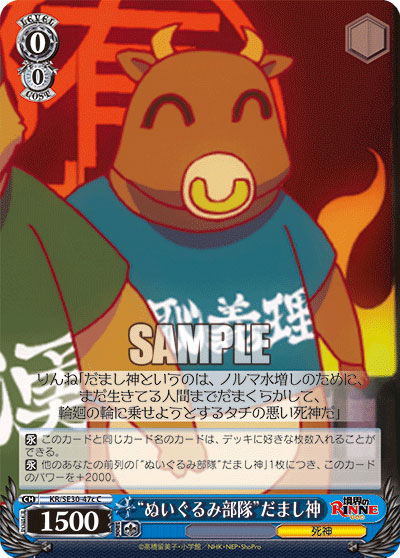 LEVEL
0
0
COST
有
義理
SAMPLE
りんね「だまし神というのは、ノルマ水増しのために、
まだ生きてる人間までだまくらかして、
輪廻の輪に乗せようとするタチの悪い死神だ」
永 このカードと同じカード名のカードは、デッキに好きな枚数入れることができる。
永 他のあなたの前列の「“ぬいぐるみ部隊”だまし神」1枚につき、このカードのパワーを+2000。
CH KR/SE30-47c C
“ぬいぐるみ部隊”だまし神
境界のRINNE
1500
死神
©高橋留美子・小学館/NHK・NEP・ShoPro